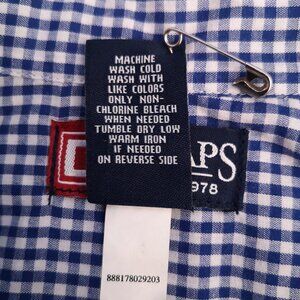 MACHINE
WASH COLD
WASH WITH
LIKE COLORS
ONLY NON-
CHLORINE BLEACH
WHEN NEEDED
TUMBLE DRY LOW
WARM IRON
IF NEEDED
ON REVERSE SIDE
C APS
1978
888178029203